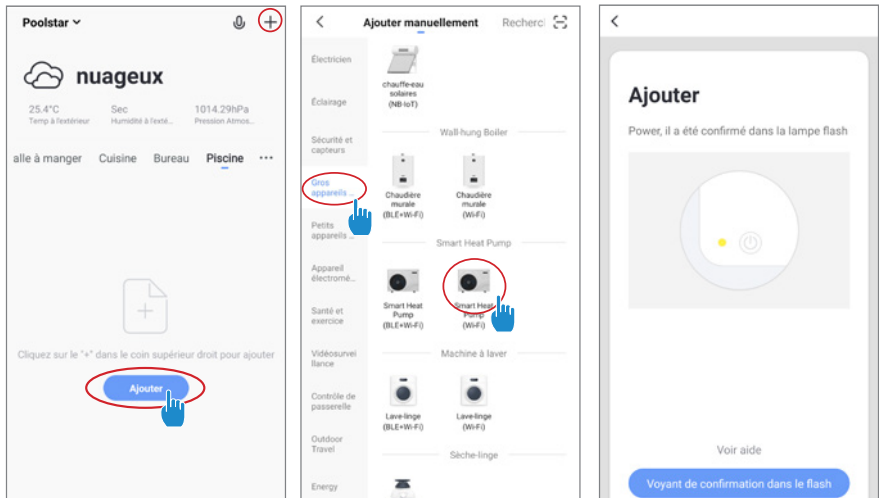 Poolstar
nuageux
25.4°C Sec 1014.29hPa
Temp à l'extérieur Humidité à l'exté... Pression Atmos...
alle à manger Cuisine Bureau Piscine ...
Cliquez sur le "+" dans le coin supérieur droit pour ajouter
Ajouter
Ajouter manuellement Recherci
Électricien
Éclairage
Sécurité et
capteurs
Gros
appareils ...
Petits
appareils ...
Appareil
électromé...
Santé et
exercice
Vidéosurvei
llance
Contrôle de
passerelle
Outdoor
Travel
Energy
chauffe-eau
solaires
(NB-IoT)
Wall-hung Boiler
Chaudière
murale
(BLE+Wi-Fi)
Chaudière
murale
(Wi-Fi)
Smart Heat Pump
Smart Heat
Pump
(BLE+Wi-Fi)
Smart Heat
Pump
(Wi-Fi)
Machine à laver
Lave-linge
(BLE+Wi-Fi)
Lave-linge
(Wi-Fi)
Sèche-linge
Ajouter
Power, il a été confirmé dans la lampe flash
Voir aide
Voyant de confirmation dans le flash